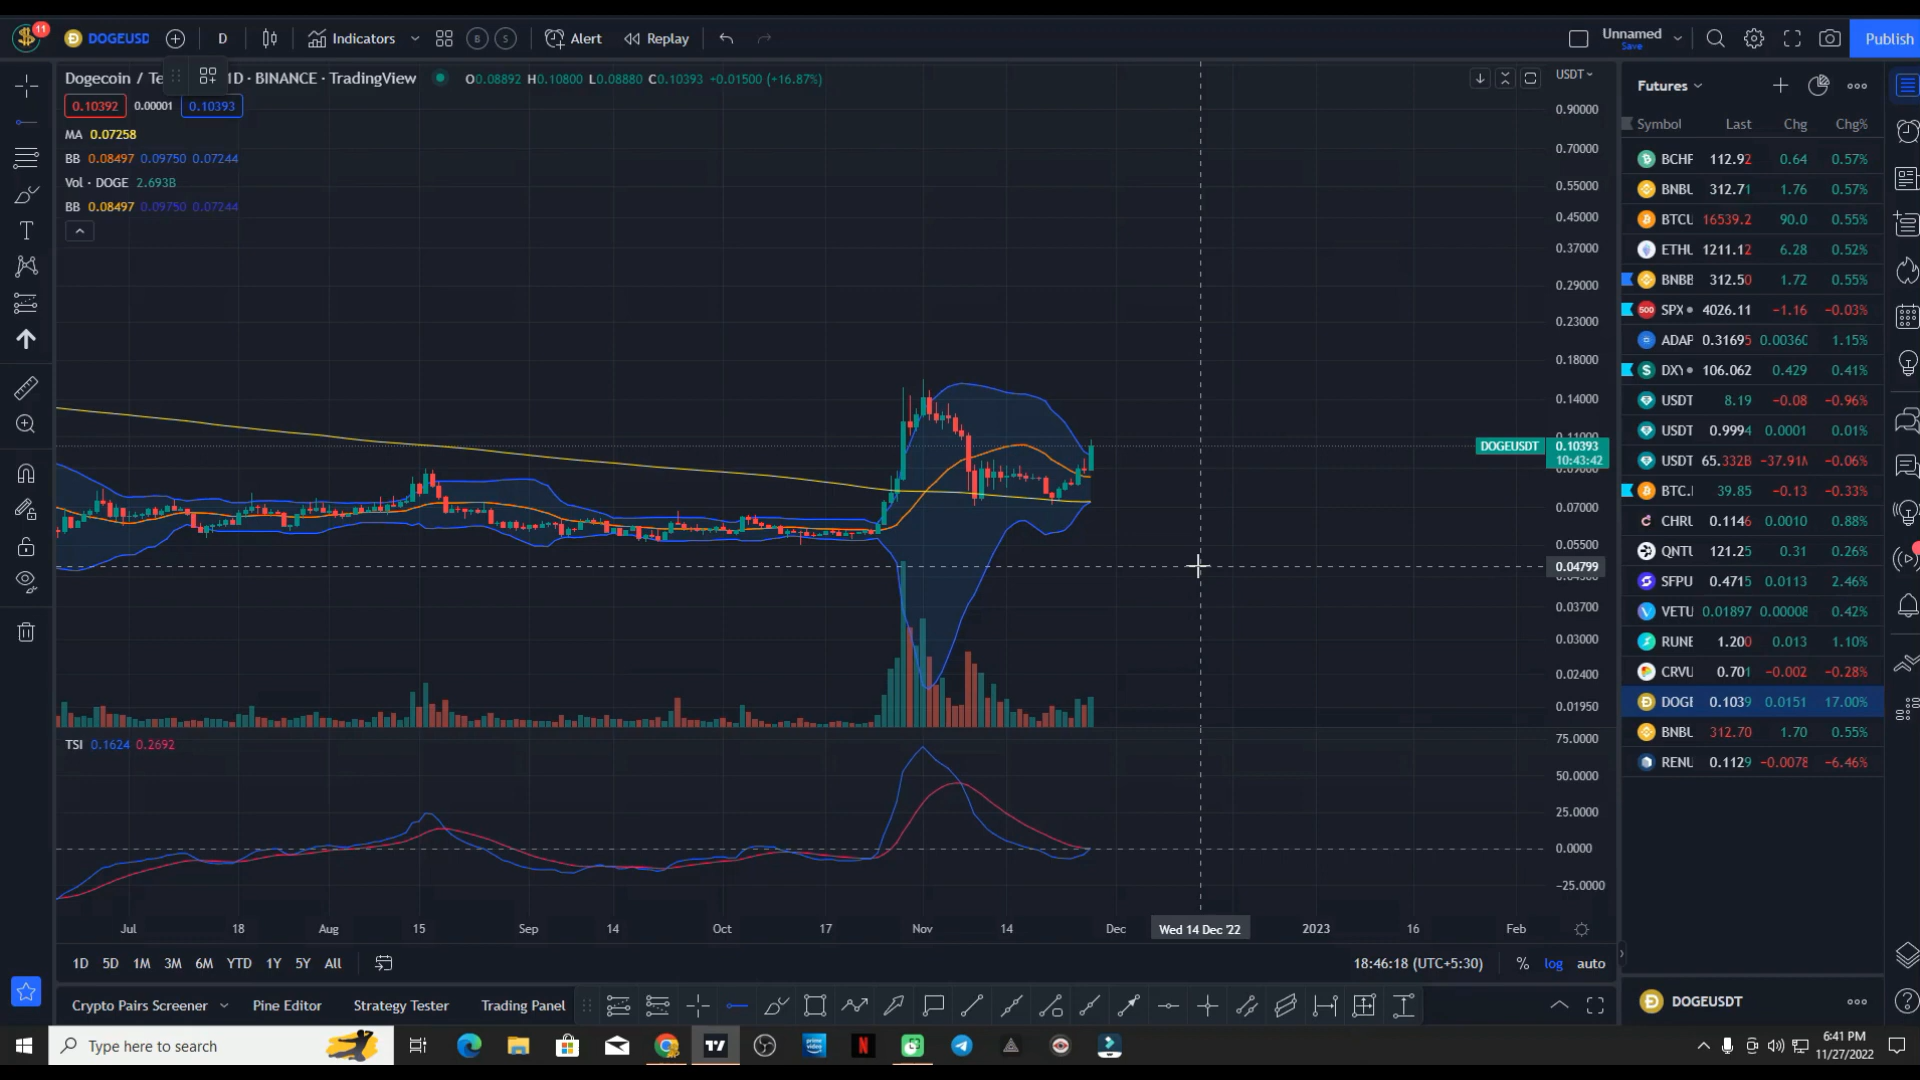 11 DOGEUSD D Indicators B S Alert Replay Unnamed Save Publish
Dogecoin / Te 1D · BINANCE · TradingView O0.08892 H0.10800 L0.08880 C0.10393 +0.01500 (+16.87%) USDT
0.10392 0.00001 0.10393
MA 0.07258
BB 0.08497 0.09750 0.07244
Vol · DOGE 2.693B
BB 0.08497 0.09750 0.07244
0.90000
0.70000
0.55000
0.45000
0.37000
0.29000
0.23000
0.18000
0.14000
0.11000
DOGEUSDT 0.10393
10:43:42
0.09000
0.07000
0.05500
0.04799
0.03700
0.03000
0.02400
0.01950
TSI 0.1624 0.2692
75.0000
50.0000
25.0000
0.0000
−25.0000
Jul 18 Aug 15 Sep 14 Oct 17 Nov 14 Dec Wed 14 Dec '22 2023 16 Feb
1D 5D 1M 3M 6M YTD 1Y 5Y All 18:46:18 (UTC+5:30) % log auto
Crypto Pairs Screener Pine Editor Strategy Tester Trading Panel
Futures
Symbol Last Chg Chg%
BCHF 112.92 0.64 0.57%
BNBU 312.71 1.76 0.57%
BTCU 16539.2 90.0 0.55%
ETHU 1211.12 6.28 0.52%
BNBB 312.50 1.72 0.55%
500 SPX 4026.11 −1.16 −0.03%
ADAP 0.31695 0.00360 1.15%
DXY 106.062 0.429 0.41%
USDT 8.19 −0.08 −0.96%
USDT 0.9994 0.0001 0.01%
USDT 65.332B −37.91M −0.06%
BTC.I 39.85 −0.13 −0.33%
CHRU 0.1146 0.0010 0.88%
QNTU 121.25 0.31 0.26%
SFPU 0.4715 0.0113 2.46%
VETU 0.01897 0.00008 0.42%
RUNE 1.200 0.013 1.10%
CRVU 0.701 −0.002 −0.28%
DOGE 0.1039 0.0151 17.00%
BNBU 312.70 1.70 0.55%
RENU 0.1129 −0.0078 −6.46%
DOGEUSDT
Type here to search
prime video
N
6:41 PM
11/27/2022